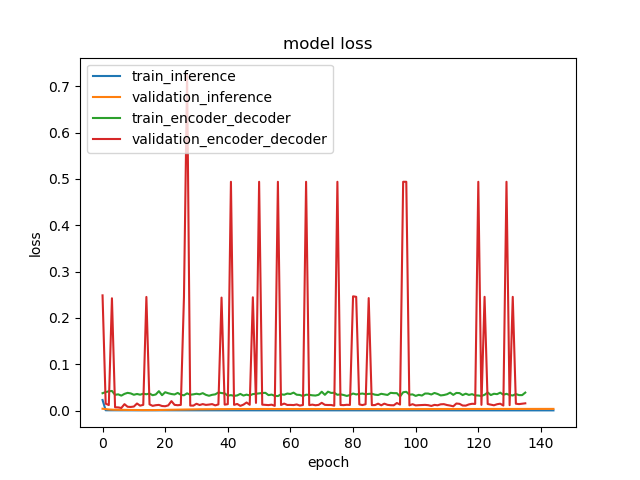 model loss
train_inference
validation_inference
train_encoder_decoder
validation_encoder_decoder
0.7
0.6
0.5
0.4
0.3
0.2
0.1
0.0
loss
0 20 40 60 80 100 120 140
epoch